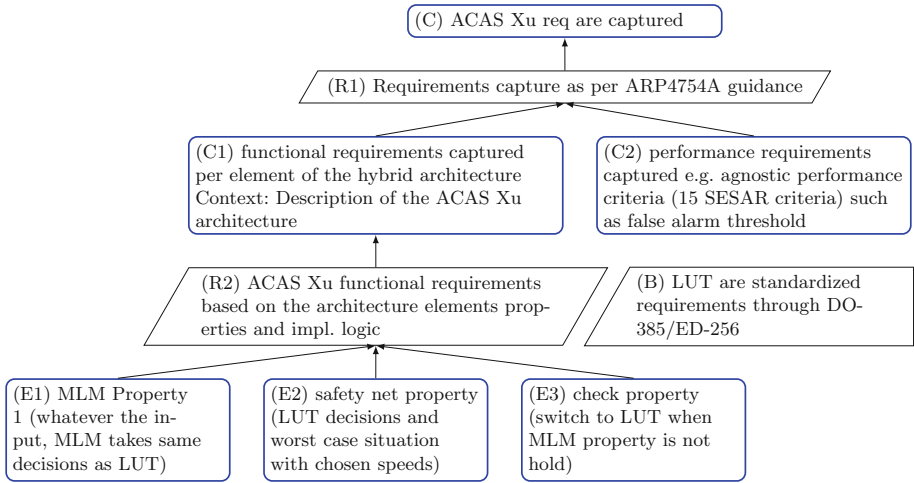 (C) ACAS Xu req are captured
(R1) Requirements capture as per ARP4754A guidance
(C1) functional requirements captured
per element of the hybrid architecture
Context: Description of the ACAS Xu
architecture
(C2) performance requirements
captured e.g. agnostic performance
criteria (15 SESAR criteria) such
as false alarm threshold
(R2) ACAS Xu functional requirements
based on the architecture elements prop-
erties and impl. logic
(B) LUT are standardized
requirements through DO-
385/ED-256
(E1) MLM Property
1 (whatever the in-
put, MLM takes same
decisions as LUT)
(E2) safety net property
(LUT decisions and
worst case situation
with chosen speeds)
(E3) check property
(switch to LUT when
MLM property is not
hold)